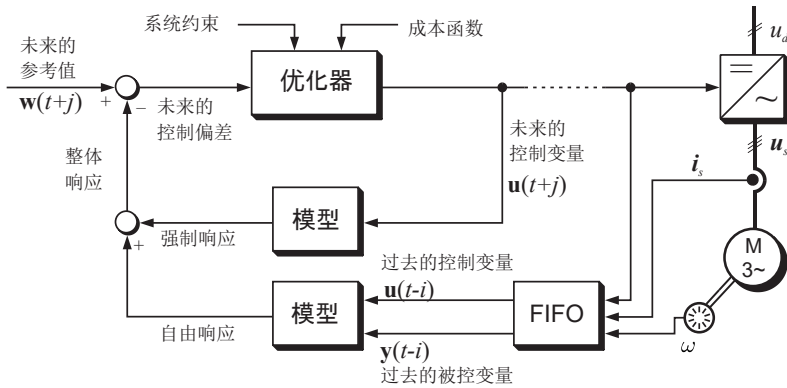 系统约束
成本函数
未来的
参考值
w(t+j)
+
−
未来的
控制偏差
优化器
=
~
u_d
未来的
控制变量
u(t+j)
u_s
i_s
整体
响应
+
强制响应
模型
M
3~
过去的控制变量
u(t-i)
模型
FIFO
自由响应
y(t-i)
过去的被控变量
ω